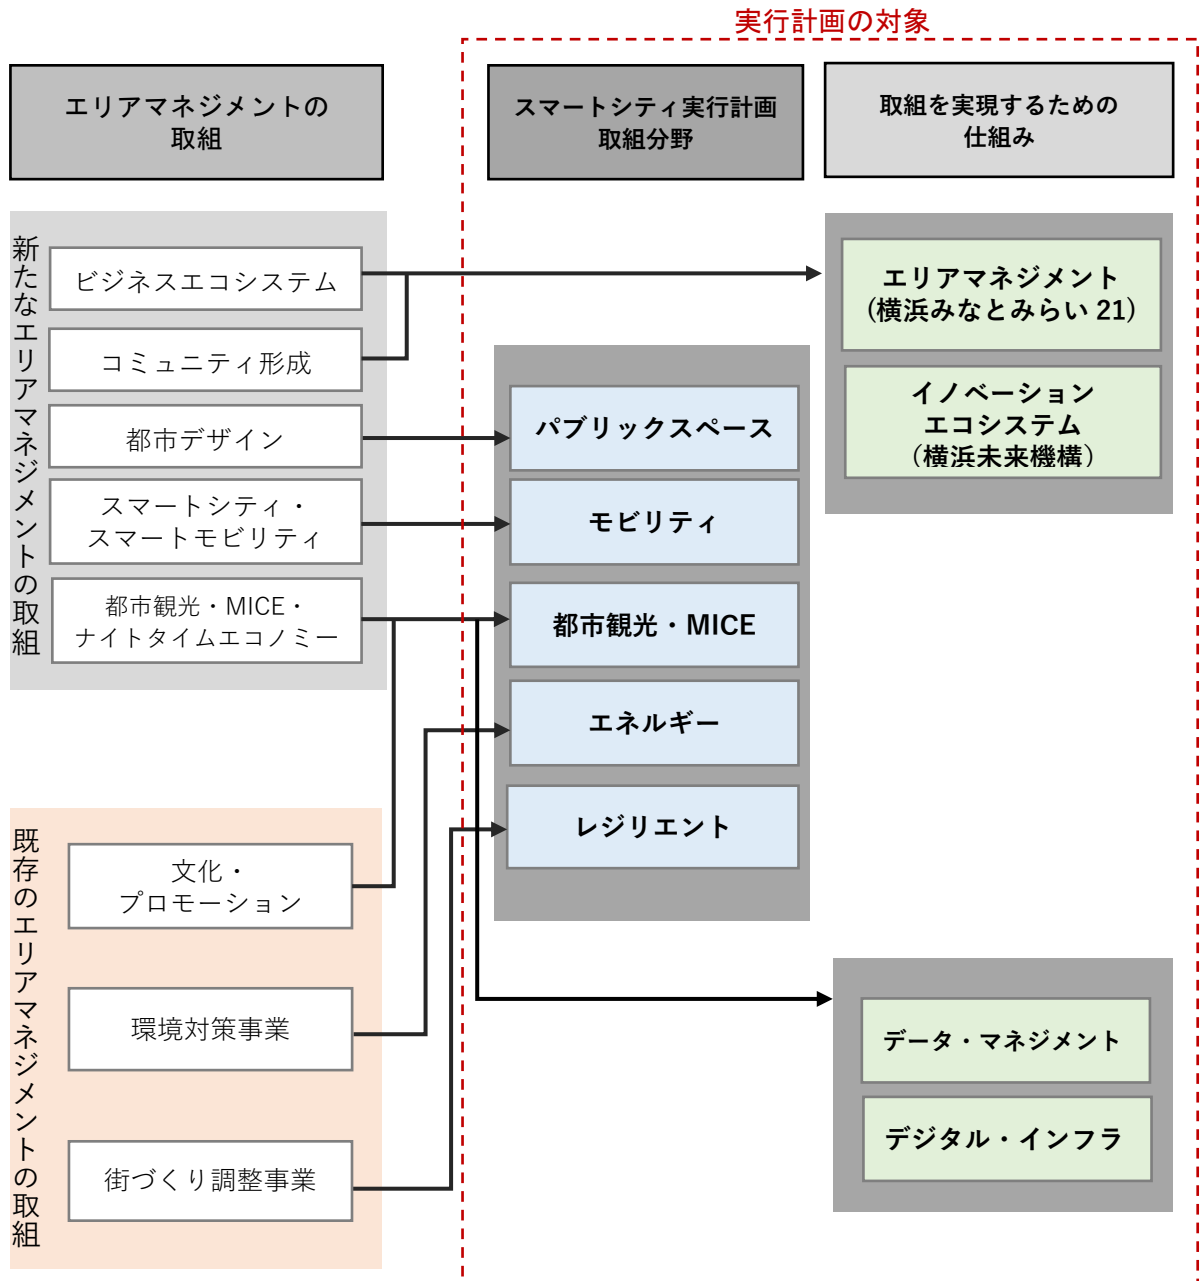 実行計画の対象
エリアマネジメントの
取組
スマートシティ実行計画
取組分野
取組を実現するための
仕組み
新たなエリアマネジメントの取組
ビジネスエコシステム
コミュニティ形成
都市デザイン
スマートシティ・
スマートモビリティ
都市観光・MICE・
ナイトタイムエコノミー
既存のエリアマネジメントの取組
文化・
プロモーション
環境対策事業
街づくり調整事業
パブリックスペース
モビリティ
都市観光・MICE
エネルギー
レジリエント
エリアマネジメント
(横浜みなとみらい 21)
イノベーション
エコシステム
(横浜未来機構)
データ・マネジメント
デジタル・インフラ